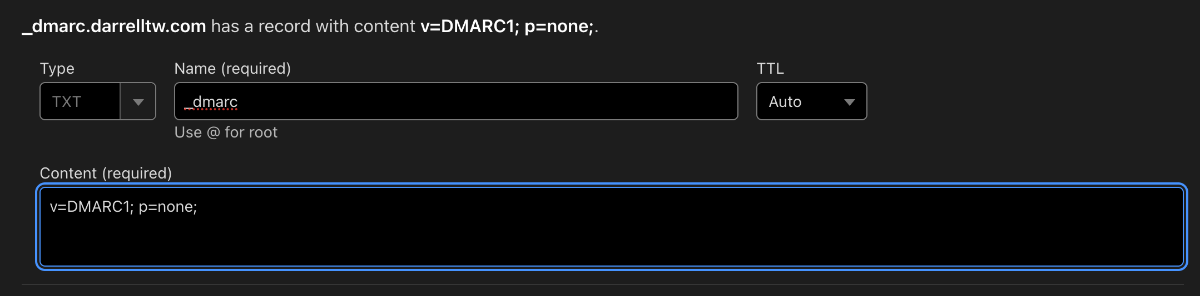 _dmarc.darrelltw.com has a record with content v=DMARC1; p=none;.
Type Name (required) TTL
TXT _dmarc Auto
Use @ for root
Content (required)
v=DMARC1; p=none;